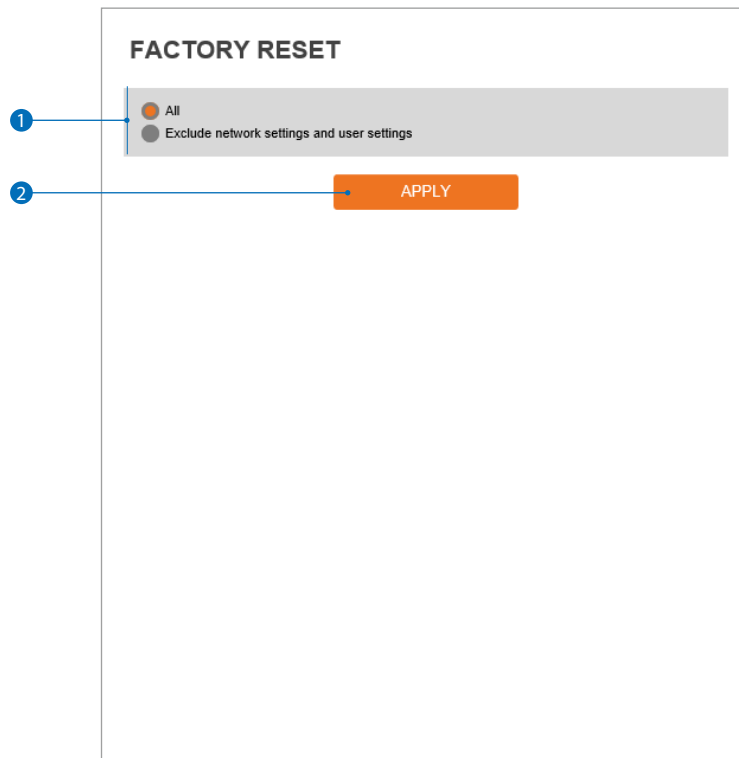 FACTORY RESET
1
All
Exclude network settings and user settings
2
APPLY